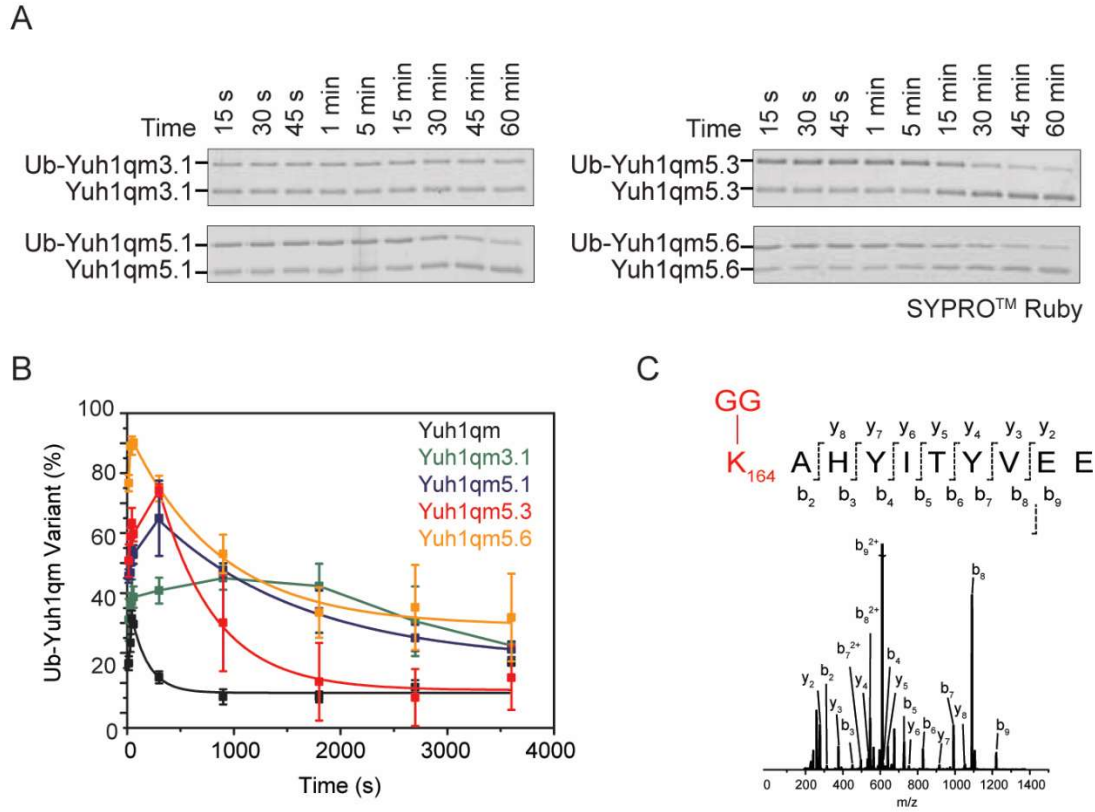 A
Time 15 s 30 s 45 s 1 min 5 min 15 min 30 min 45 min 60 min
Ub-Yuh1qm3.1
Yuh1qm3.1
Ub-Yuh1qm5.1
Yuh1qm5.1
Time 15 s 30 s 45 s 1 min 5 min 15 min 30 min 45 min 60 min
Ub-Yuh1qm5.3
Yuh1qm5.3
Ub-Yuh1qm5.6
Yuh1qm5.6
SYPRO™ Ruby
B
Ub-Yuh1qm Variant (%)
100
80
60
40
20
0
Yuh1qm
Yuh1qm3.1
Yuh1qm5.1
Yuh1qm5.3
Yuh1qm5.6
0 1000 2000 3000 4000
Time (s)
C
GG
y8 y7 y6 y5 y4 y3 y2
K164 A H Y I T Y V E E
b2 b3 b4 b5 b6 b7 b8 b9
b9 2+
b8
b8 2+
b7 2+
b4
y2
b2
y4
y5
b7
y3
b5
y8
b3
y6
b6
y7
b9
0 200 400 600 800 1000 1200 1400
m/z